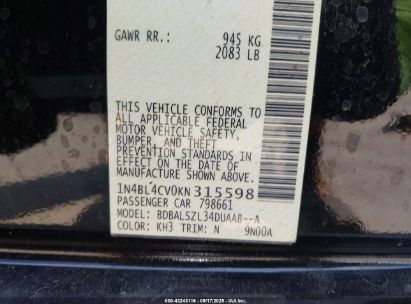 GAWR RR.: 945 KG
2083 LB
THIS VEHICLE CONFORMS TO
ALL APPLICABLE FEDERAL
MOTOR VEHICLE SAFETY,
BUMPER, AND THEFT
PREVENTION STANDARDS IN
EFFECT ON THE DATE OF
MANUFACTURE SHOWN ABOVE.
1N4BL4CV0KN315598
PASSENGER CAR 798661
MODEL: BDBALSZL34DUAAB--A
COLOR: KH3 TRIM: N 9N00A